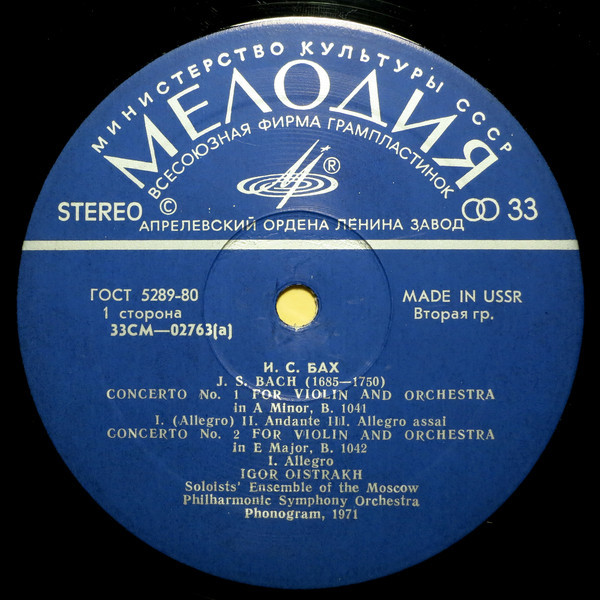 МИНИСТЕРСТВО КУЛЬТУРЫ СССР
МЕЛОДИЯ
ВСЕСОЮЗНАЯ ФИРМА ГРАМПЛАСТИНОК
®
STEREO © 33
АПРЕЛЕВСКИЙ ОРДЕНА ЛЕНИНА ЗАВОД
ГОСТ 5289-80 MADE IN USSR
1 сторона Вторая гр.
33СМ—02763(а)
И. С. БАХ
J. S. BACH (1685—1750)
CONCERTO No. 1 FOR VIOLIN AND ORCHESTRA
in A Minor, B. 1041
I. (Allegro) II. Andante III. Allegro assai
CONCERTO No. 2 FOR VIOLIN AND ORCHESTRA
in E Major, B. 1042
I. Allegro
IGOR OISTRAKH
Soloists' Ensemble of the Moscow
Philharmonic Symphony Orchestra
Phonogram, 1971